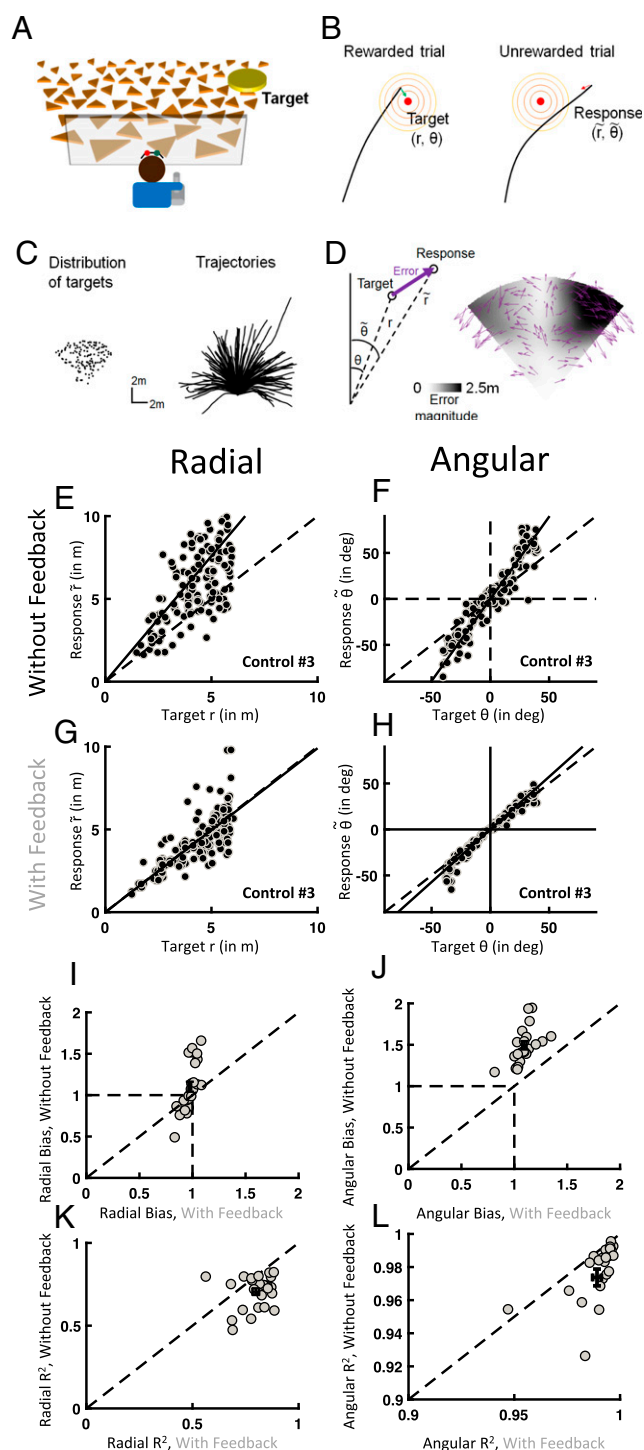 A
Target
B
Rewarded trial
Unrewarded trial
Target
(r, θ)
Response
(r̃, θ̃)
C
Distribution
of targets
Trajectories
2m
2m
D
Response
Error
Target
r
r̃
θ̃
θ
0
2.5m
Error
magnitude
Radial
Angular
Without Feedback
E
Response r̃ (in m)
10
5
0
0
5
10
Control #3
Target r (in m)
F
Response θ̃ (in deg)
50
0
-50
-50
0
50
Control #3
Target θ (in deg)
With Feedback
G
Response r̃ (in m)
10
5
0
0
5
10
Control #3
Target r (in m)
H
Response θ̃ (in deg)
50
0
-50
-50
0
50
Control #3
Target θ (in deg)
I
Radial Bias, Without Feedback
2
1.5
1
0.5
0
0
0.5
1
1.5
2
Radial Bias, With Feedback
J
Angular Bias, Without Feedback
2
1.5
1
0.5
0
0
0.5
1
1.5
2
Angular Bias, With Feedback
K
Radial R², Without Feedback
1
0.5
0
0
0.5
1
Radial R², With Feedback
L
Angular R², Without Feedback
1
0.98
0.96
0.94
0.92
0.9
0.9
0.95
1
Angular R², With Feedback